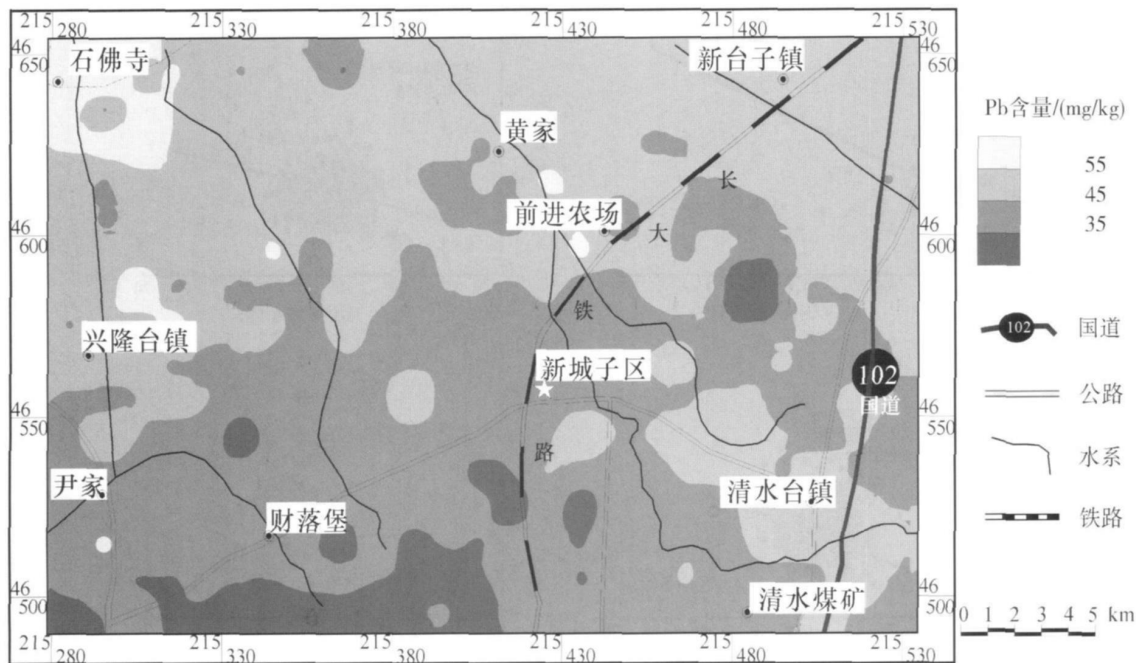 215 280
215 330
215 380
215 430
215 480
215 530
46 650
46 650
石佛寺
新台子镇
黄家
长
前进农场
大
46 600
46 600
铁
兴隆台镇
新城子区
102
国道
46 550
46 550
路
尹家
清水台镇
财落堡
46 500
46 500
清水煤矿
215 280
215 330
215 380
215 430
215 480
215 530
Pb含量/(mg/kg)
55
45
35
102 国道
公路
水系
铁路
0 1 2 3 4 5 km